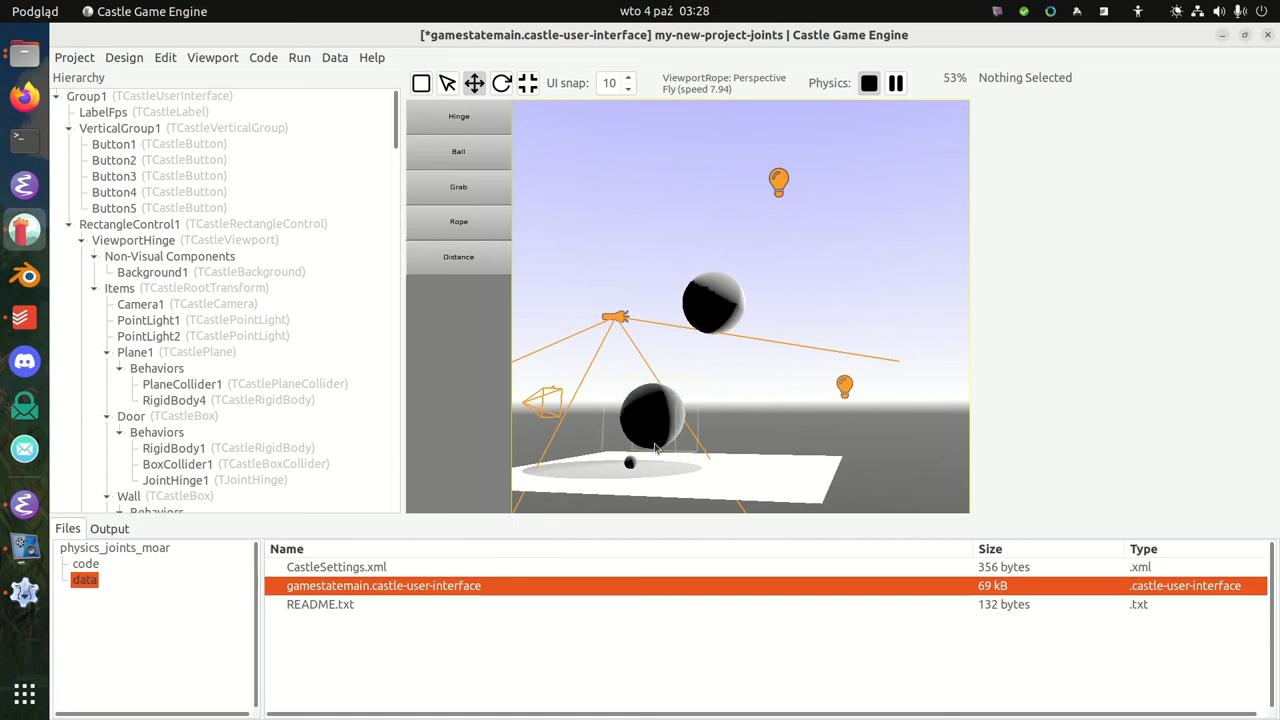 Podgląd
Castle Game Engine
wto 4 paź 03:28
[*gamestatemain.castle-user-interface] my-new-project-joints | Castle Game Engine
Project Design Edit Viewport Code Run Data Help
Hierarchy
UI snap: 10
ViewportRope: Perspective
Fly (speed 7.94)
Physics:
53%
Nothing Selected
Group1 (TCastleUserInterface)
LabelFps (TCastleLabel)
VerticalGroup1 (TCastleVerticalGroup)
Button1 (TCastleButton)
Button2 (TCastleButton)
Button3 (TCastleButton)
Button4 (TCastleButton)
Button5 (TCastleButton)
RectangleControl1 (TCastleRectangleControl)
ViewportHinge (TCastleViewport)
Non-Visual Components
Background1 (TCastleBackground)
Items (TCastleRootTransform)
Camera1 (TCastleCamera)
PointLight1 (TCastlePointLight)
PointLight2 (TCastlePointLight)
Plane1 (TCastlePlane)
Behaviors
PlaneCollider1 (TCastlePlaneCollider)
RigidBody4 (TCastleRigidBody)
Door (TCastleBox)
Behaviors
RigidBody1 (TCastleRigidBody)
BoxCollider1 (TCastleBoxCollider)
JointHinge1 (TJointHinge)
Wall (TCastleBox)
Behaviors
Hinge
Ball
Grab
Rope
Distance
Files Output
physics_joints_moar
code
data
Name Size Type
CastleSettings.xml 356 bytes .xml
gamestatemain.castle-user-interface 69 kB .castle-user-interface
README.txt 132 bytes .txt